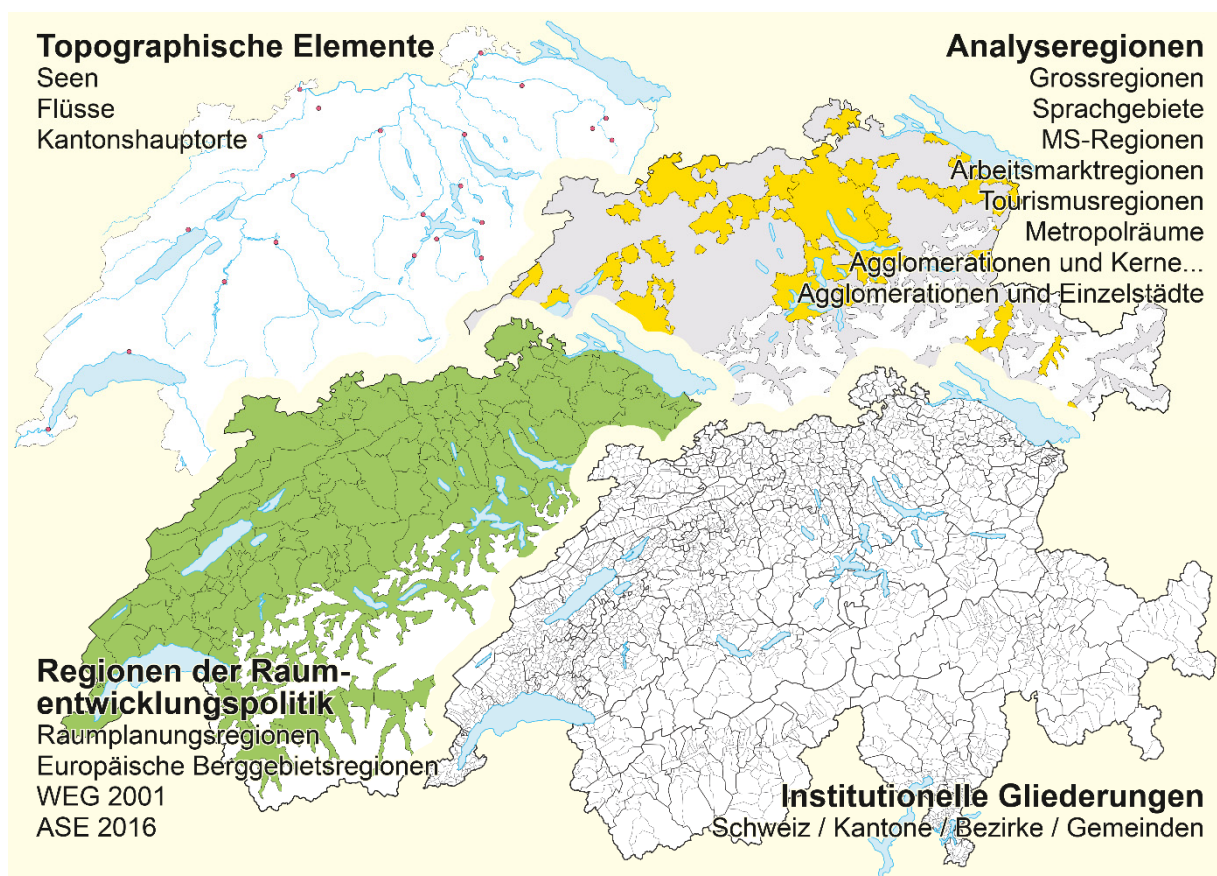 Topographische Elemente
Seen
Flüsse
Kantonshauptorte
Analyseregionen
Grossregionen
Sprachgebiete
MS-Regionen
Arbeitsmarktregionen
Tourismusregionen
Metropolräume
Agglomerationen und Kerne...
Agglomerationen und Einzelstädte
Regionen der Raum-
entwicklungspolitik
Raumplanungsregionen
Europäische Berggebietsregionen
WEG 2001
ASE 2016
Institutionelle Gliederungen
Schweiz / Kantone / Bezirke / Gemeinden